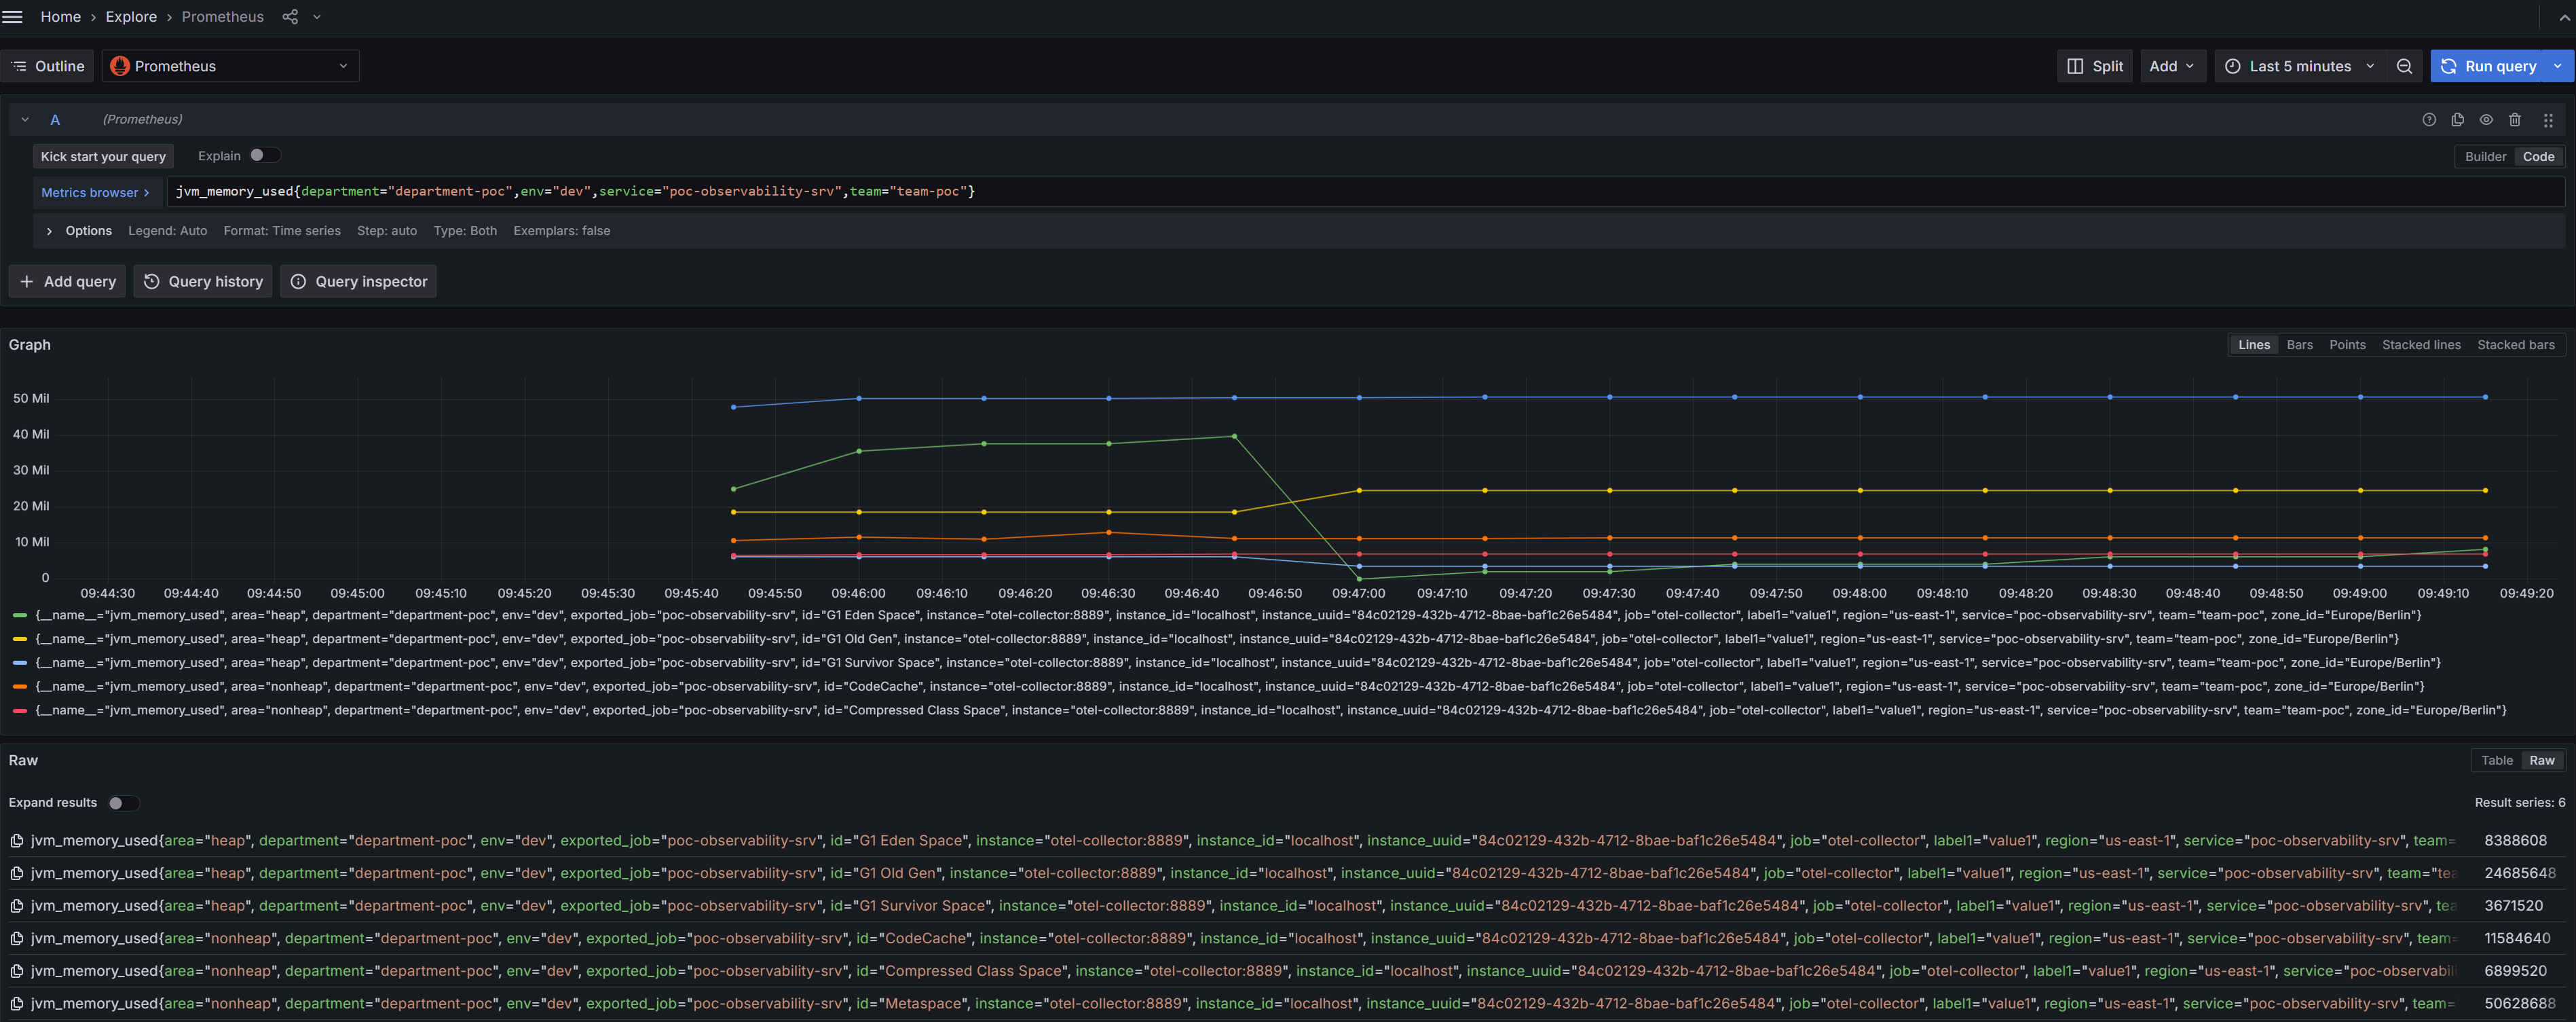 Home › Explore › Prometheus
Outline Prometheus Split Add Last 5 minutes Run query
A (Prometheus)
Kick start your query Explain Builder Code
Metrics browser > jvm_memory_used{department="department-poc",env="dev",service="poc-observability-srv",team="team-poc"}
Options Legend: Auto Format: Time series Step: auto Type: Both Exemplars: false
+ Add query Query history Query inspector
Graph Lines Bars Points Stacked lines Stacked bars
50 Mil
40 Mil
30 Mil
20 Mil
10 Mil
0
09:44:30 09:44:40 09:44:50 09:45:00 09:45:10 09:45:20 09:45:30 09:45:40 09:45:50 09:46:00 09:46:10 09:46:20 09:46:30 09:46:40 09:46:50 09:47:00 09:47:10 09:47:20 09:47:30 09:47:40 09:47:50 09:48:00 09:48:10 09:48:20 09:48:30 09:48:40 09:48:50 09:49:00 09:49:10 09:49:20
{__name__="jvm_memory_used", area="heap", department="department-poc", env="dev", exported_job="poc-observability-srv", id="G1 Eden Space", instance="otel-collector:8889", instance_id="localhost", instance_uuid="84c02129-432b-4712-8bae-baf1c26e5484", job="otel-collector", label1="value1", region="us-east-1", service="poc-observability-srv", team="team-poc", zone_id="Europe/Berlin"}
{__name__="jvm_memory_used", area="heap", department="department-poc", env="dev", exported_job="poc-observability-srv", id="G1 Old Gen", instance="otel-collector:8889", instance_id="localhost", instance_uuid="84c02129-432b-4712-8bae-baf1c26e5484", job="otel-collector", label1="value1", region="us-east-1", service="poc-observability-srv", team="team-poc", zone_id="Europe/Berlin"}
{__name__="jvm_memory_used", area="heap", department="department-poc", env="dev", exported_job="poc-observability-srv", id="G1 Survivor Space", instance="otel-collector:8889", instance_id="localhost", instance_uuid="84c02129-432b-4712-8bae-baf1c26e5484", job="otel-collector", label1="value1", region="us-east-1", service="poc-observability-srv", team="team-poc", zone_id="Europe/Berlin"}
{__name__="jvm_memory_used", area="nonheap", department="department-poc", env="dev", exported_job="poc-observability-srv", id="CodeCache", instance="otel-collector:8889", instance_id="localhost", instance_uuid="84c02129-432b-4712-8bae-baf1c26e5484", job="otel-collector", label1="value1", region="us-east-1", service="poc-observability-srv", team="team-poc", zone_id="Europe/Berlin"}
{__name__="jvm_memory_used", area="nonheap", department="department-poc", env="dev", exported_job="poc-observability-srv", id="Compressed Class Space", instance="otel-collector:8889", instance_id="localhost", instance_uuid="84c02129-432b-4712-8bae-baf1c26e5484", job="otel-collector", label1="value1", region="us-east-1", service="poc-observability-srv", team="team-poc", zone_id="Europe/Berlin"}
Raw Table Raw
Expand results Result series: 6
jvm_memory_used{area="heap", department="department-poc", env="dev", exported_job="poc-observability-srv", id="G1 Eden Space", instance="otel-collector:8889", instance_id="localhost", instance_uuid="84c02129-432b-4712-8bae-baf1c26e5484", job="otel-collector", label1="value1", region="us-east-1", service="poc-observability-srv", team= 8388608
jvm_memory_used{area="heap", department="department-poc", env="dev", exported_job="poc-observability-srv", id="G1 Old Gen", instance="otel-collector:8889", instance_id="localhost", instance_uuid="84c02129-432b-4712-8bae-baf1c26e5484", job="otel-collector", label1="value1", region="us-east-1", service="poc-observability-srv", team="tea 24685648
jvm_memory_used{area="heap", department="department-poc", env="dev", exported_job="poc-observability-srv", id="G1 Survivor Space", instance="otel-collector:8889", instance_id="localhost", instance_uuid="84c02129-432b-4712-8bae-baf1c26e5484", job="otel-collector", label1="value1", region="us-east-1", service="poc-observability-srv", tea 3671520
jvm_memory_used{area="nonheap", department="department-poc", env="dev", exported_job="poc-observability-srv", id="CodeCache", instance="otel-collector:8889", instance_id="localhost", instance_uuid="84c02129-432b-4712-8bae-baf1c26e5484", job="otel-collector", label1="value1", region="us-east-1", service="poc-observability-srv", team= 11584640
jvm_memory_used{area="nonheap", department="department-poc", env="dev", exported_job="poc-observability-srv", id="Compressed Class Space", instance="otel-collector:8889", instance_id="localhost", instance_uuid="84c02129-432b-4712-8bae-baf1c26e5484", job="otel-collector", label1="value1", region="us-east-1", service="poc-observabil 6899520
jvm_memory_used{area="nonheap", department="department-poc", env="dev", exported_job="poc-observability-srv", id="Metaspace", instance="otel-collector:8889", instance_id="localhost", instance_uuid="84c02129-432b-4712-8bae-baf1c26e5484", job="otel-collector", label1="value1", region="us-east-1", service="poc-observability-srv", team= 50628688